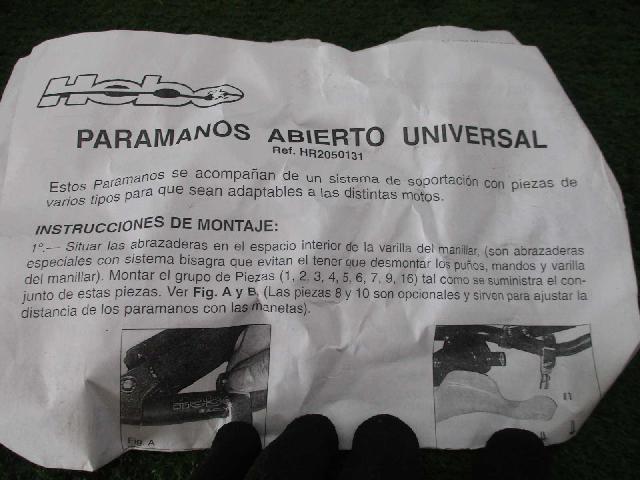 Hebo
PARAMANOS ABIERTO UNIVERSAL
Ref. HR2050131
Estos Paramanos se acompañan de un sistema de soportación con piezas de
varios tipos para que sean adaptables a las distintas motos.
INSTRUCCIONES DE MONTAJE:
1º.-- Situar las abrazaderas en el espacio interior de la varilla del manillar, (son abrazaderas
especiales con sistema bisagra que evitan el tener que desmontar los puños, mandos y varilla
del manillar). Montar el grupo de Piezas (1, 2, 3, 4, 5, 6, 7, 9, 16) tal como se suministra el con-
junto de estas piezas. Ver Fig. A y B. (Las piezas 8 y 10 son opcionales y sirven para ajustar la
distancia de los paramanos con las manetas).
Fig. A
11